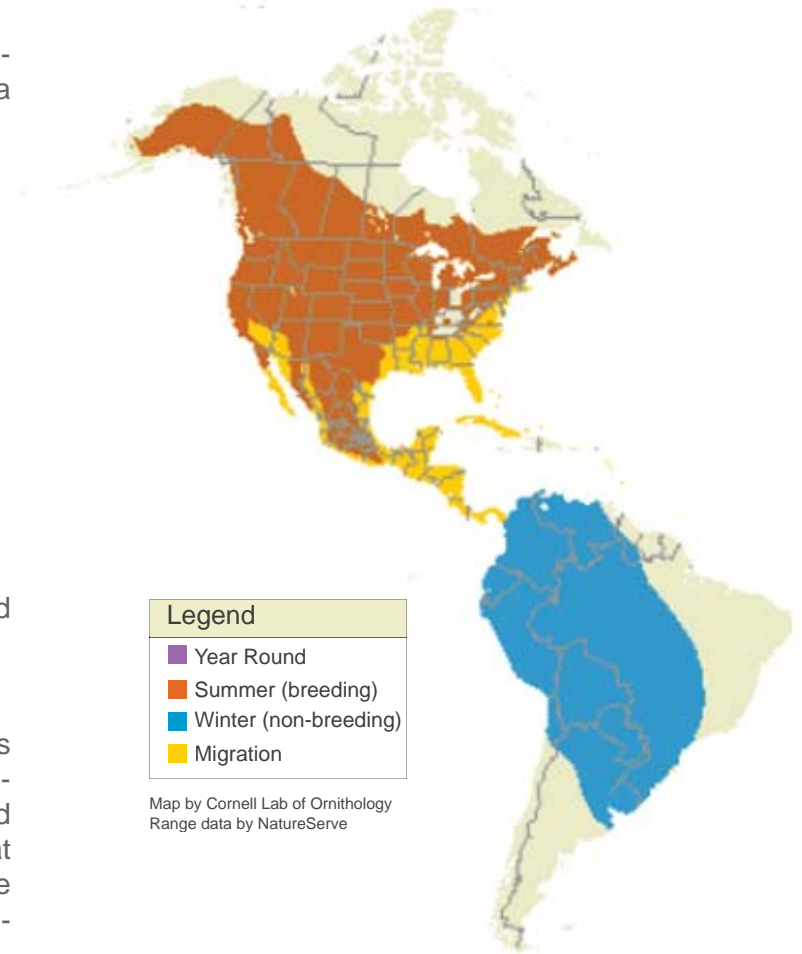 -
a
d
s
-
d
at
e
-
Legend
Year Round
Summer (breeding)
Winter (non-breeding)
Migration
Map by Cornell Lab of Ornithology
Range data by NatureServe